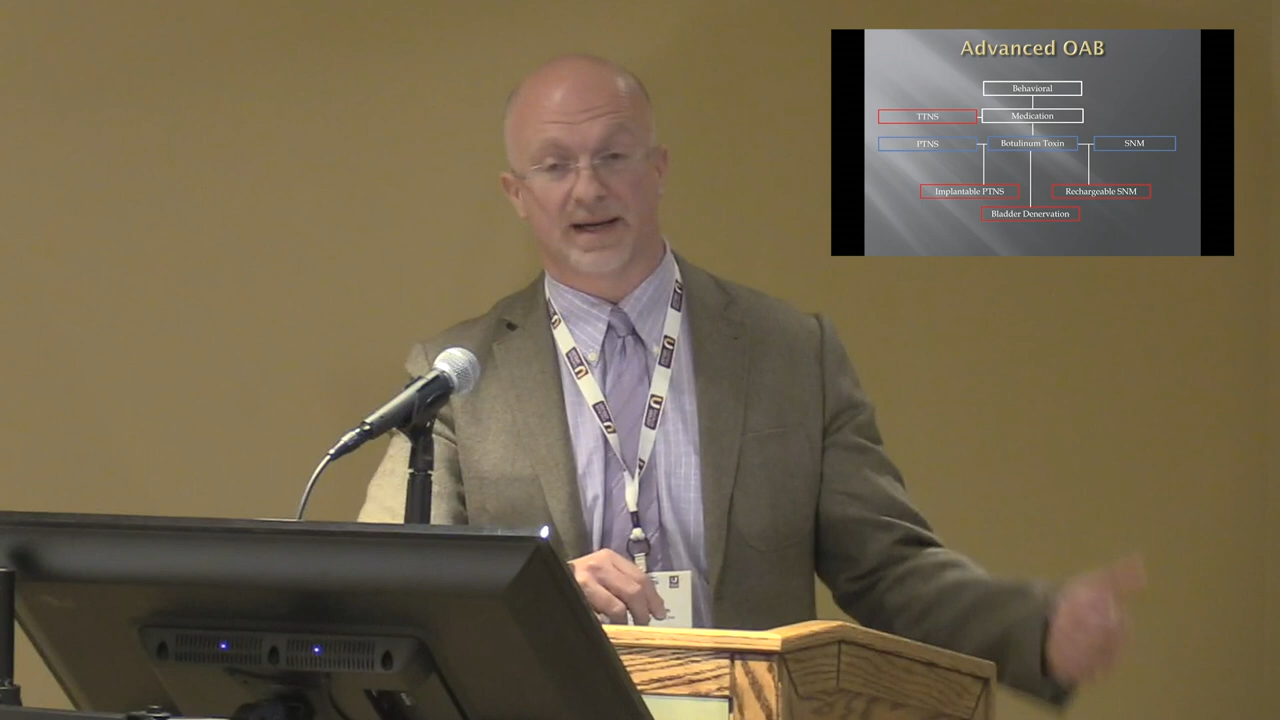 Advanced OAB
Behavioral
TTNS
Medication
PTNS
Botulinum Toxin
SNM
Implantable PTNS
Rechargeable SNM
Bladder Denervation